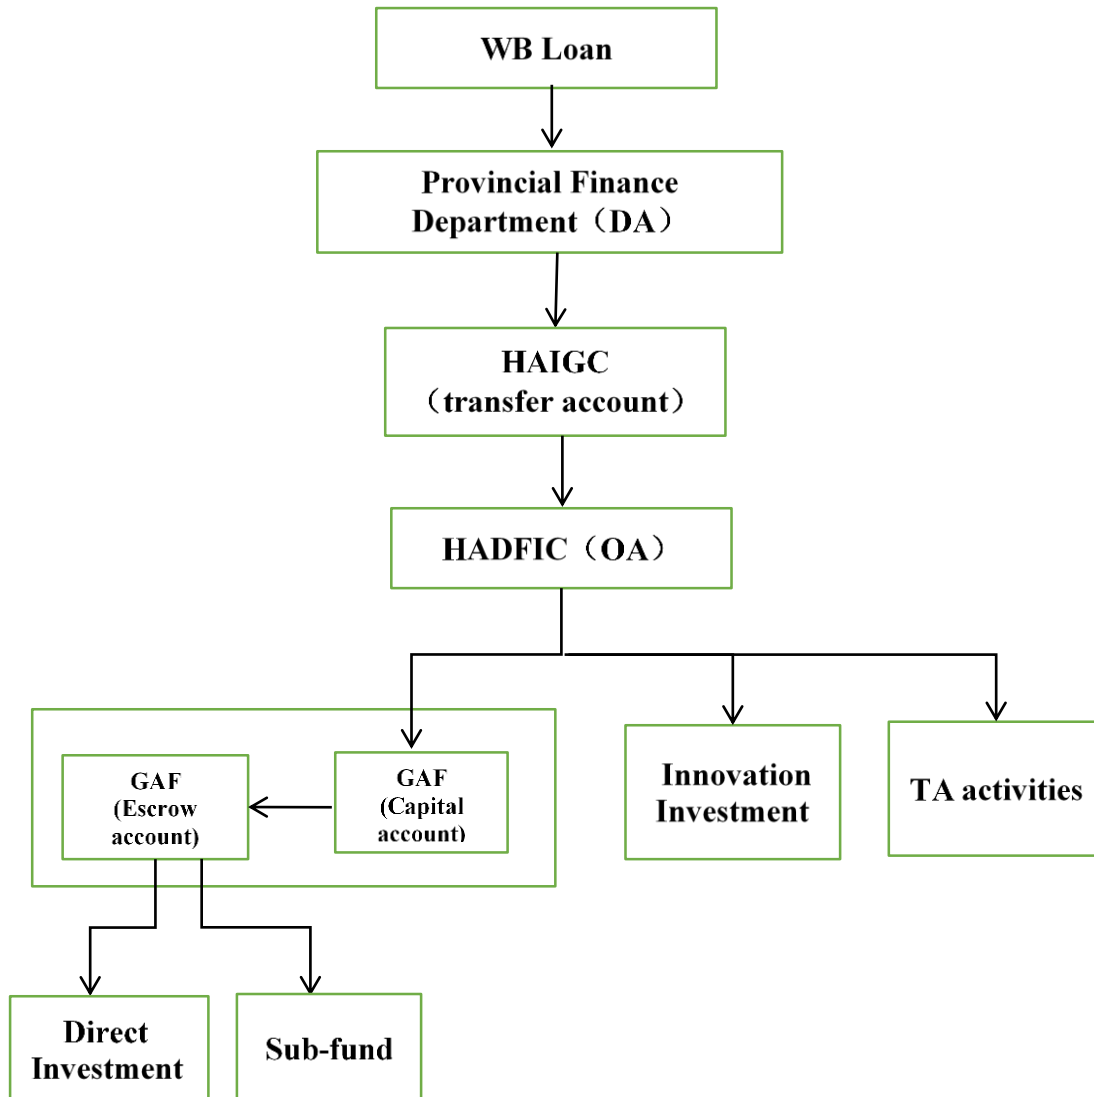 WB Loan
Provincial Finance
Department（DA）
HAIGC
（transfer account）
HADFIC（OA）
GAF
(Escrow
account)
GAF
(Capital
account)
Innovation
Investment
TA activities
Direct
Investment
Sub-fund